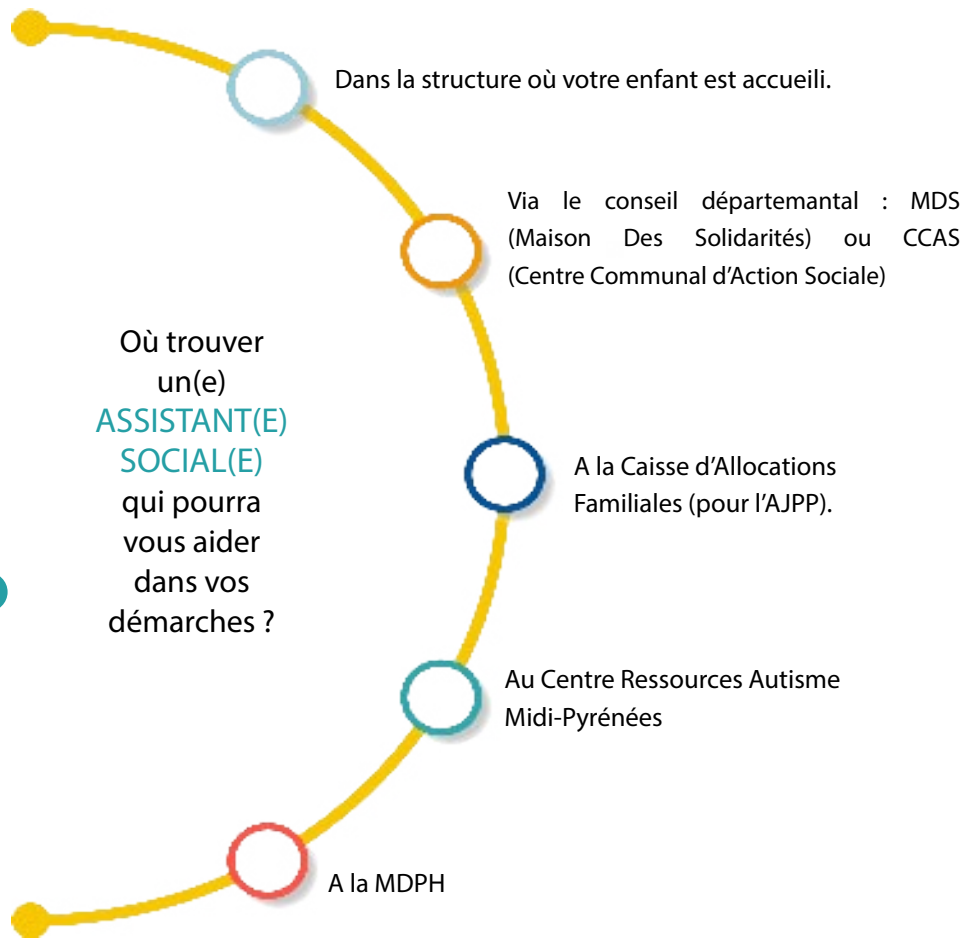 Dans la structure où votre enfant est accueili.
Via le conseil départemantal : MDS
(Maison Des Solidarités) ou CCAS
(Centre Communal d'Action Sociale)
Où trouver
un(e)
ASSISTANT(E)
SOCIAL(E)
qui pourra
vous aider
dans vos
démarches ?
A la Caisse d'Allocations
Familiales (pour l'AJPP).
Au Centre Ressources Autisme
Midi-Pyrénées
A la MDPH